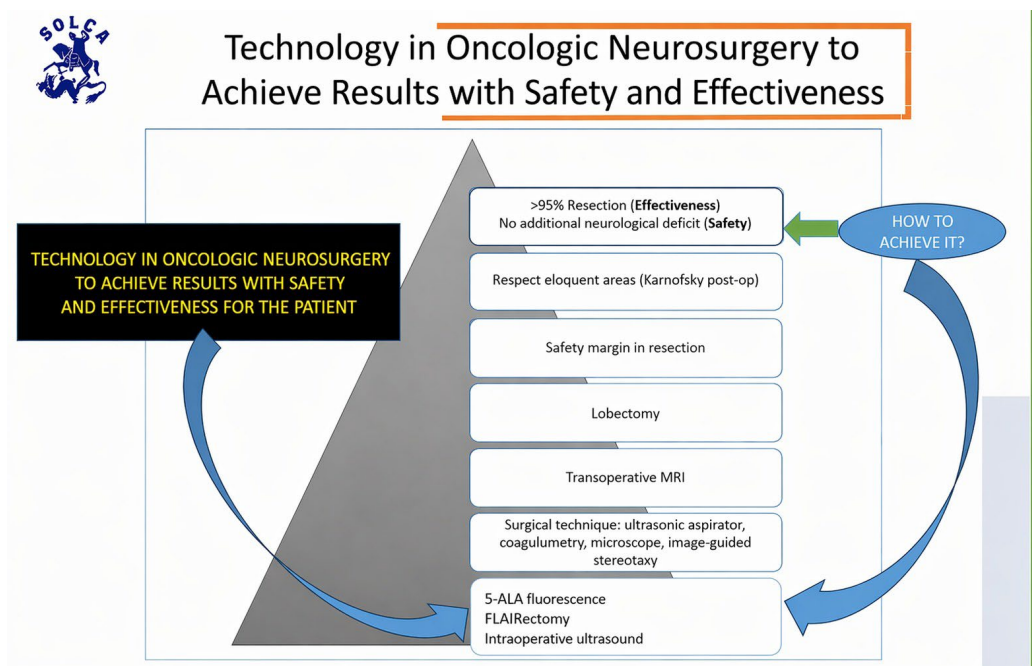 SOLCA
Technology in Oncologic Neurosurgery to
Achieve Results with Safety and Effectiveness
TECHNOLOGY IN ONCOLOGIC NEUROSURGERY
TO ACHIEVE RESULTS WITH SAFETY
AND EFFECTIVENESS FOR THE PATIENT
>95% Resection (Effectiveness)
No additional neurological deficit (Safety)
HOW TO
ACHIEVE IT?
Respect eloquent areas (Karnofsky post-op)
Safety margin in resection
Lobectomy
Transoperative MRI
Surgical technique: ultrasonic aspirator,
coagulumetry, microscope, image-guided
stereotaxy
5-ALA fluorescence
FLAIRectomy
Intraoperative ultrasound